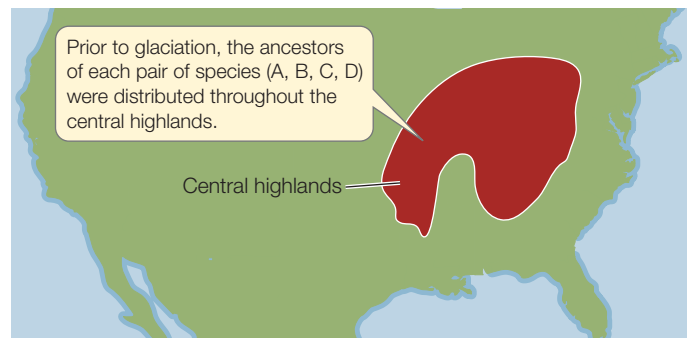 Prior to glaciation, the ancestors
of each pair of species (A, B, C, D)
were distributed throughout the
central highlands.
Central highlands